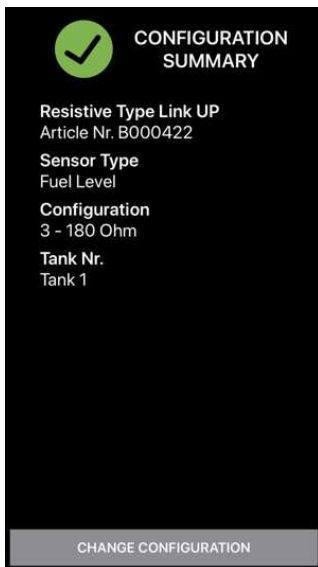 CONFIGURATION
SUMMARY
Resistive Type Link UP
Article Nr. B000422
Sensor Type
Fuel Level
Configuration
3 - 180 Ohm
Tank Nr.
Tank 1
CHANGE CONFIGURATION